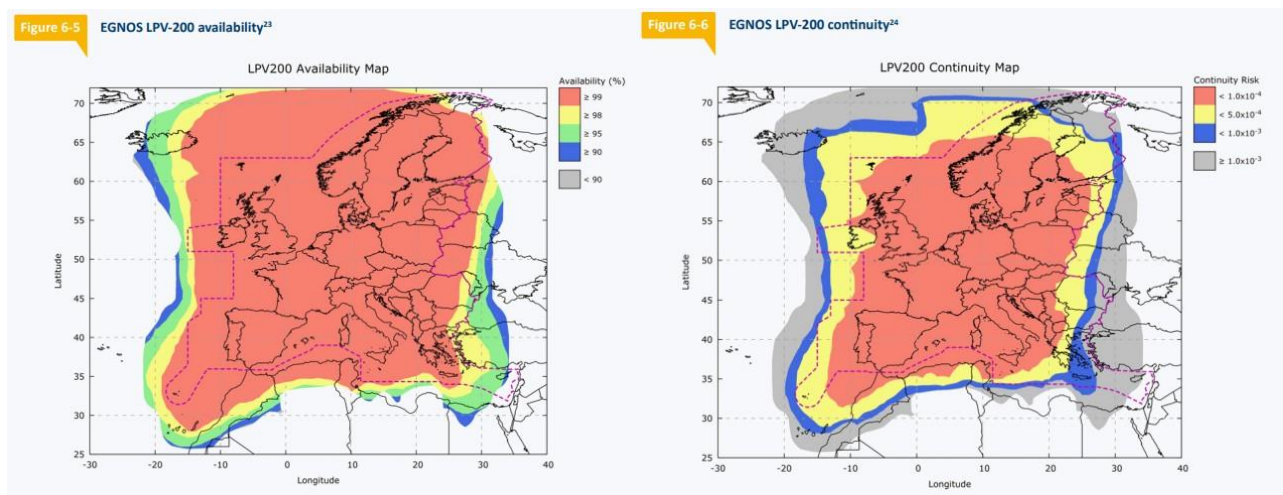 Figure 6-5
EGNOS LPV-200 availability23
LPV200 Availability Map
Availability (%)
≥ 99
≥ 98
≥ 95
≥ 90
< 90
Latitude
70
65
60
55
50
45
40
35
30
25
-30
-20
-10
0
10
20
30
40
Longitude
Figure 6-6
EGNOS LPV-200 continuity24
LPV200 Continuity Map
Continuity Risk
< 1.0x10-4
< 5.0x10-4
< 1.0x10-3
≥ 1.0x10-3
Latitude
70
65
60
55
50
45
40
35
30
25
-30
-20
-10
0
10
20
30
40
Longitude